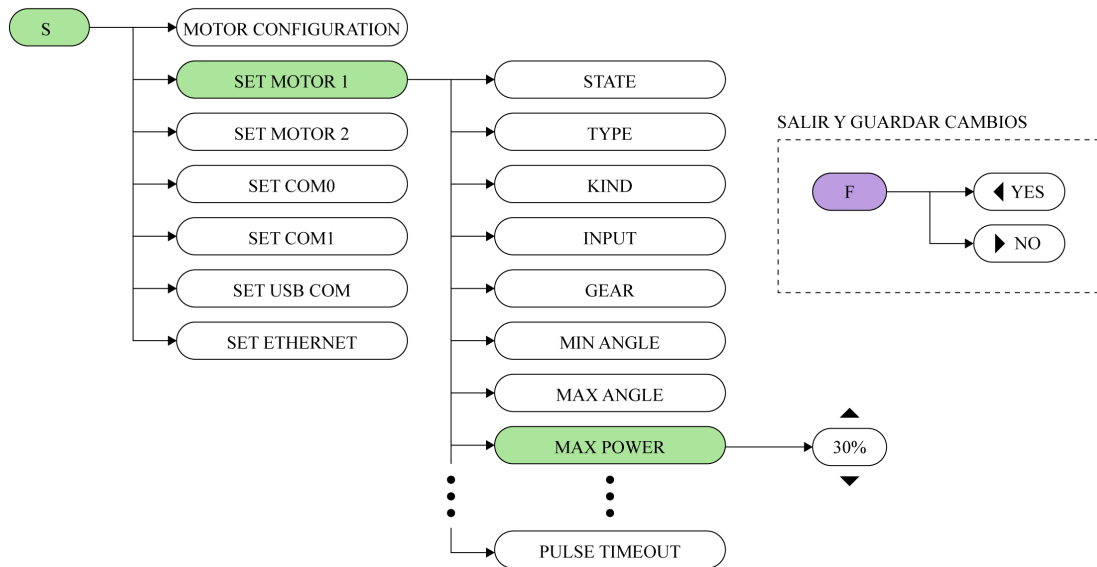 S
MOTOR CONFIGURATION
SET MOTOR 1
SET MOTOR 2
SET COM0
SET COM1
SET USB COM
SET ETHERNET
STATE
TYPE
KIND
INPUT
GEAR
MIN ANGLE
MAX ANGLE
MAX POWER
PULSE TIMEOUT
30%
SALIR Y GUARDAR CAMBIOS
F
YES
NO